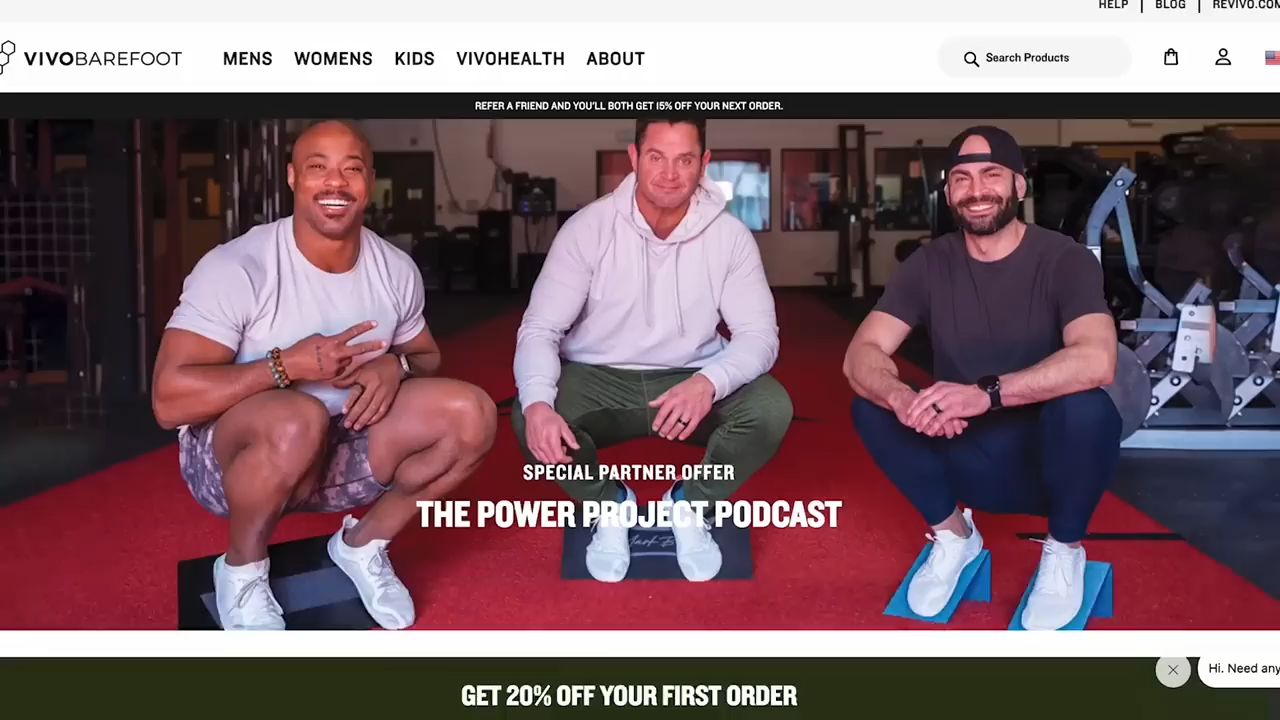 HELP | BLOG | REVIVO.COM
VIVOBAREFOOT
MENS WOMENS KIDS VIVOHEALTH ABOUT
Search Products
REFER A FRIEND AND YOU'LL BOTH GET 15% OFF YOUR NEXT ORDER.
SPECIAL PARTNER OFFER
THE POWER PROJECT PODCAST
Hi. Need any
GET 20% OFF YOUR FIRST ORDER